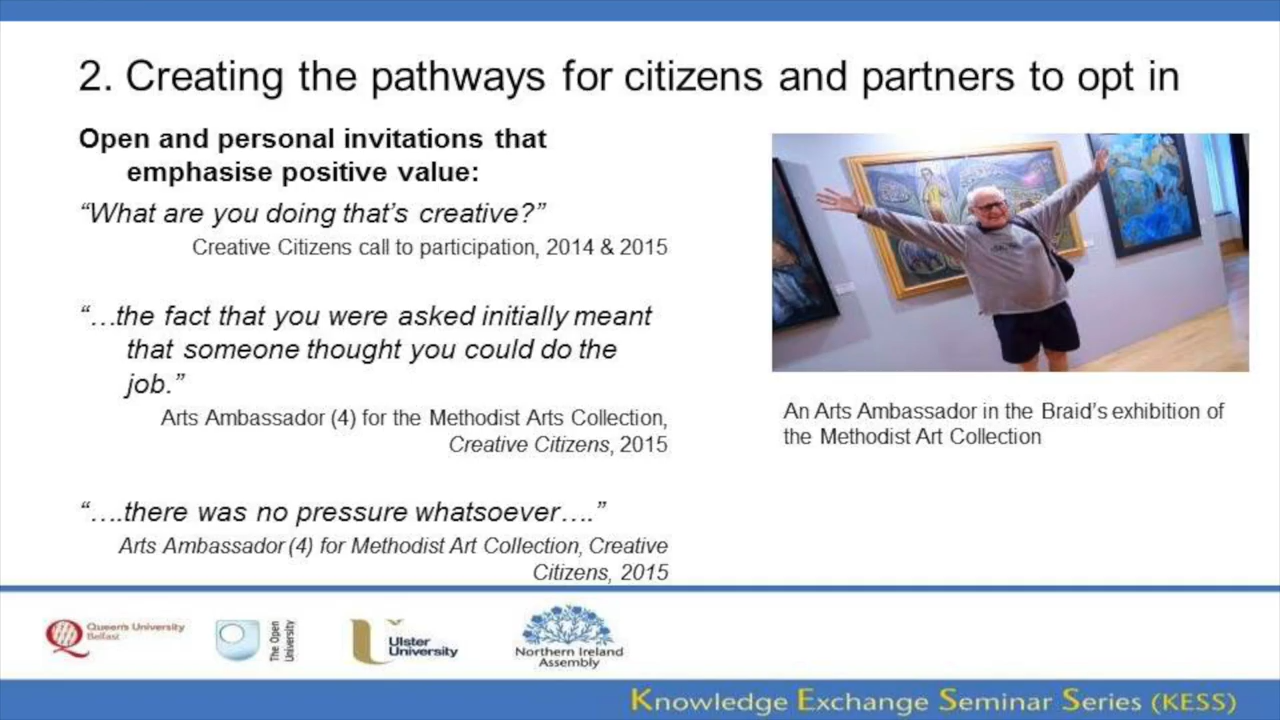 2. Creating the pathways for citizens and partners to opt in
Open and personal invitations that
emphasise positive value:
“What are you doing that’s creative?”
Creative Citizens call to participation, 2014 & 2015
“…the fact that you were asked initially meant
that someone thought you could do the
job.”
Arts Ambassador (4) for the Methodist Arts Collection,
Creative Citizens, 2015
“….there was no pressure whatsoever….”
Arts Ambassador (4) for Methodist Art Collection, Creative
Citizens, 2015
An Arts Ambassador in the Braid’s exhibition of
the Methodist Art Collection
Queen's University
Belfast
The Open
University
Ulster
University
Northern Ireland
Assembly
Knowledge Exchange Seminar Series (KESS)